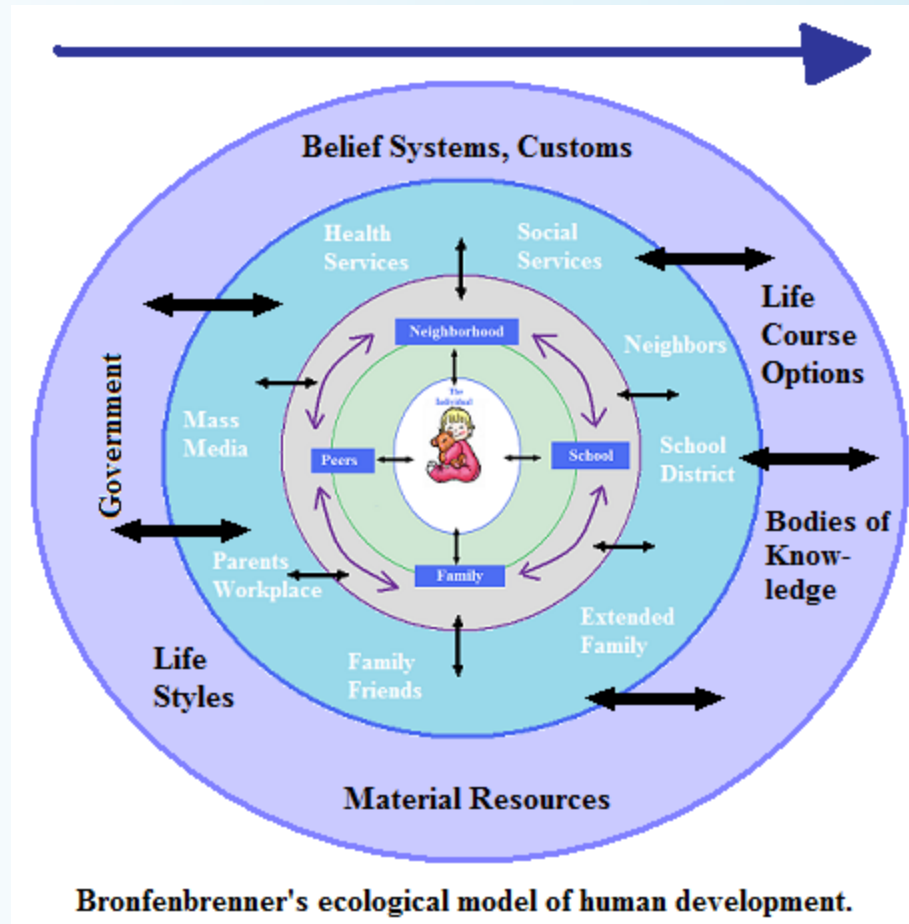 Belief Systems, Customs
Health
Services
Social
Services
Life
Course
Options
Neighborhood
Neighbors
The
Individual
Government
Mass
Media
Peers
School
School
District
Bodies of
Know-
ledge
Parents
Workplace
Family
Extended
Family
Life
Styles
Family
Friends
Material Resources
Bronfenbrenner's ecological model of human development.